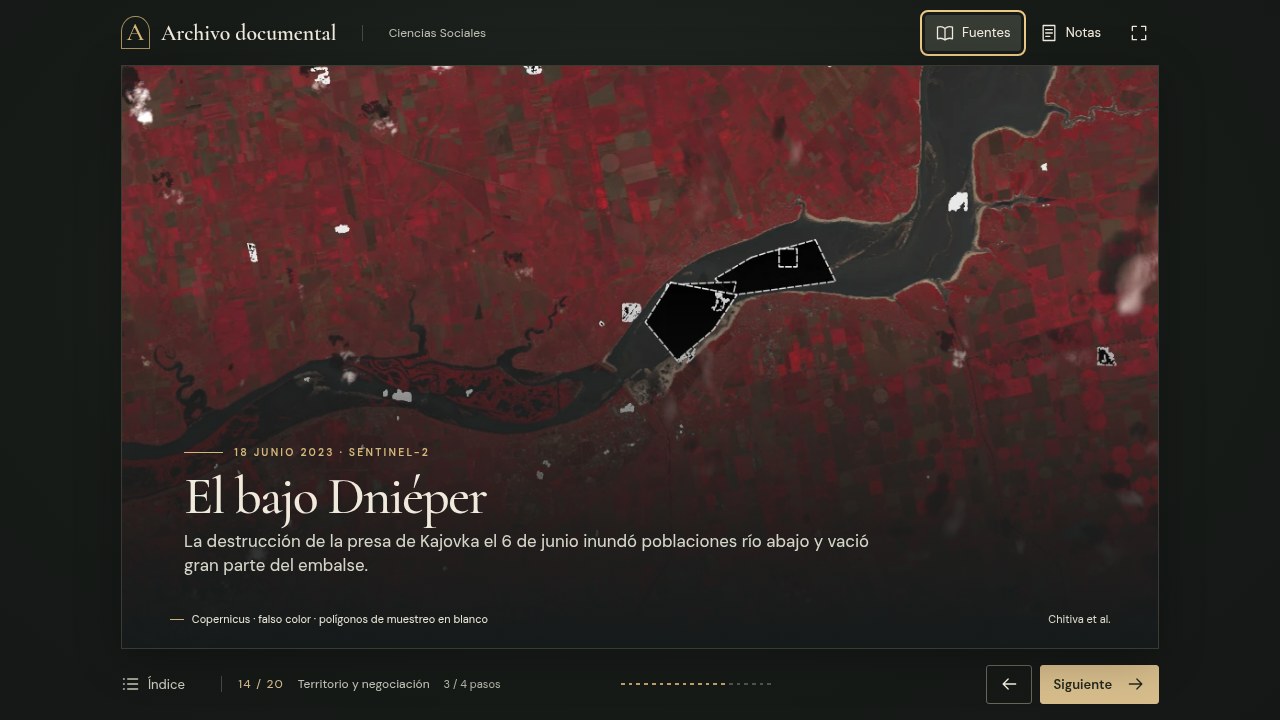 A Archivo documental
Ciencias Sociales
Fuentes
Notas
18 JUNIO 2023 · SENTINEL-2
El bajo Dniéper
La destrucción de la presa de Kajovka el 6 de junio inundó poblaciones río abajo y vació
gran parte del embalse.
Copernicus · falso color · polígonos de muestreo en blanco
Chitiva et al.
Índice
14 / 20
Territorio y negociación
3 / 4 pasos
Siguiente